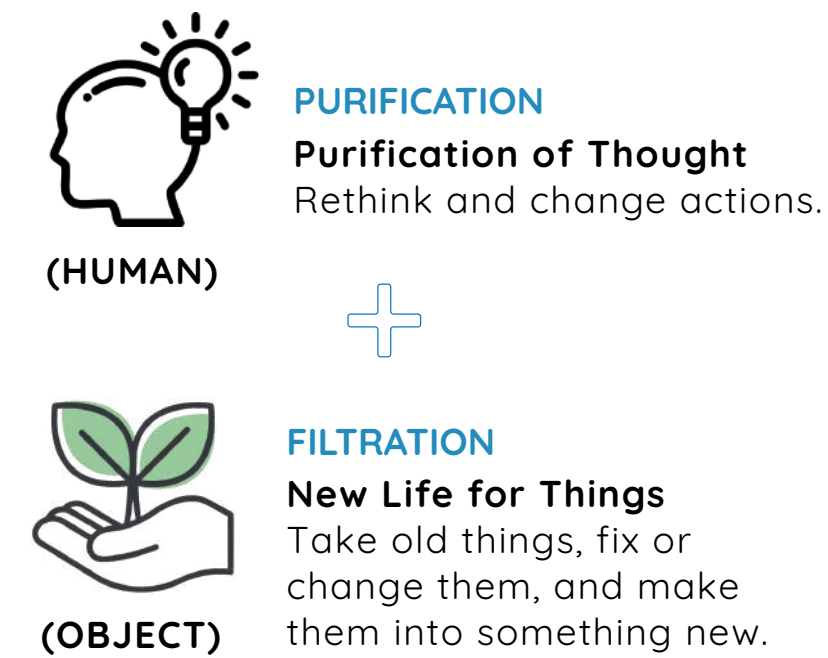 PURIFICATION
Purification of Thought
Rethink and change actions.
(HUMAN)
FILTRATION
New Life for Things
Take old things, fix or
change them, and make
them into something new.
(OBJECT)